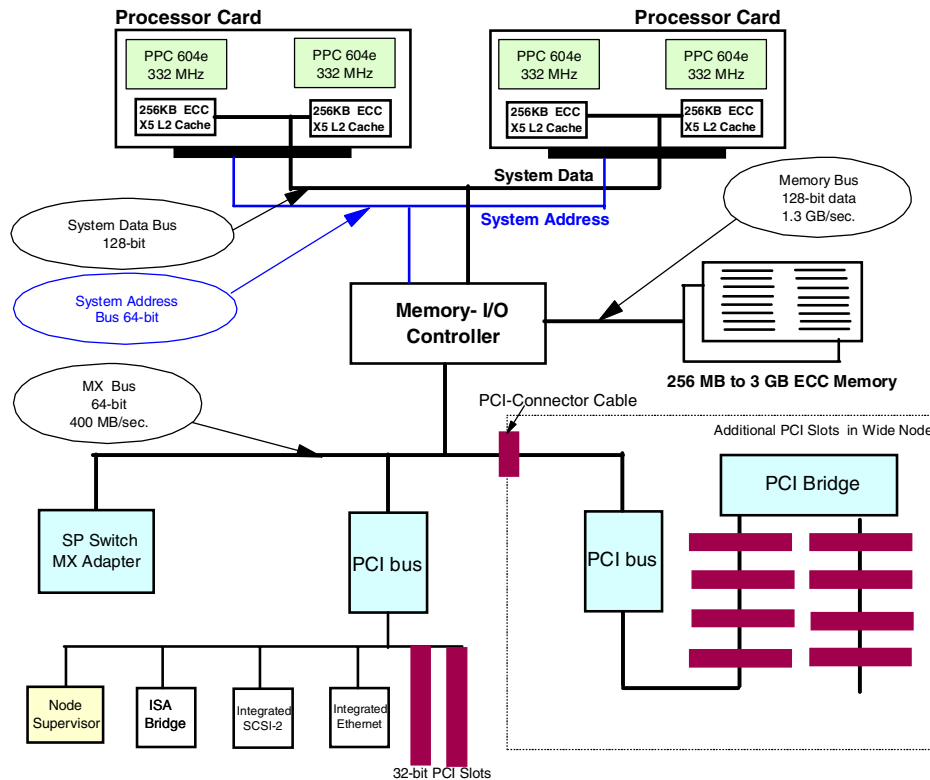 Processor Card
Processor Card
PPC 604e
332 MHz
PPC 604e
332 MHz
PPC 604e
332 MHz
PPC 604e
332 MHz
256KB ECC
X5 L2 Cache
256KB ECC
X5 L2 Cache
256KB ECC
X5 L2 Cache
256KB ECC
X5 L2 Cache
System Data
System Address
System Data Bus
128-bit
Memory Bus
128-bit data
1.3 GB/sec.
System Address
Bus 64-bit
Memory- I/O
Controller
256 MB to 3 GB ECC Memory
MX Bus
64-bit
400 MB/sec.
PCI-Connector Cable
Additional PCI Slots in Wide Node
PCI Bridge
SP Switch
MX Adapter
PCI bus
PCI bus
Node
Supervisor
ISA
Bridge
Integrated
SCSI-2
Integrated
Ethernet
32-bit PCI Slots